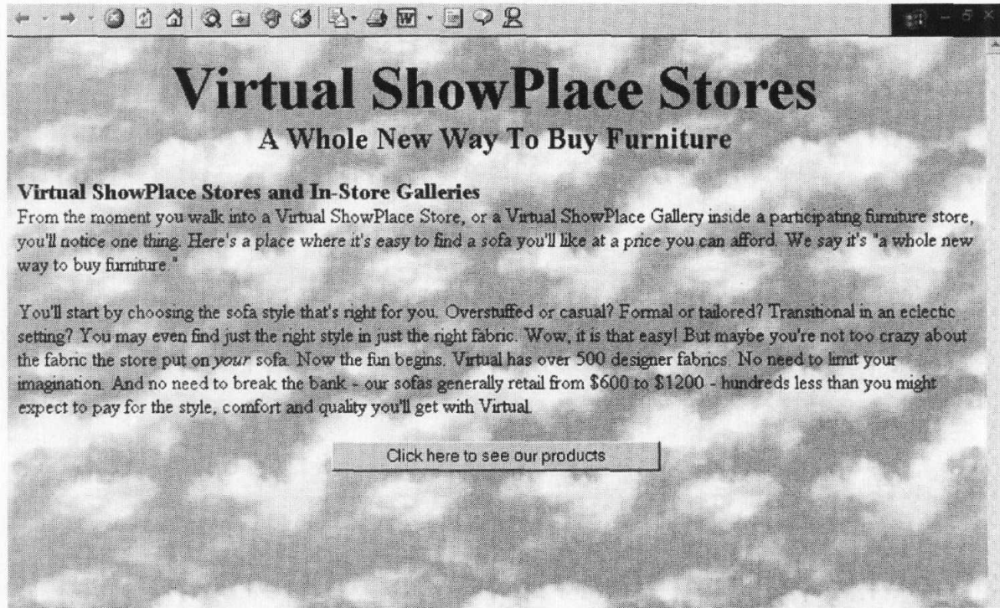 Virtual ShowPlace Stores
A Whole New Way To Buy Furniture
Virtual ShowPlace Stores and In-Store Galleries
From the moment you walk into a Virtual ShowPlace Store, or a Virtual ShowPlace Gallery inside a participating furniture store,
you'll notice one thing. Here's a place where it's easy to find a sofa you'll like at a price you can afford. We say it's "a whole new
way to buy furniture."
You'll start by choosing the sofa style that's right for you. Overstuffed or casual? Formal or tailored? Transitional in an eclectic
setting? You may even find just the right style in just the right fabric. Wow, it is that easy! But maybe you're not too crazy about
the fabric the store put on your sofa. Now the fun begins. Virtual has over 500 designer fabrics. No need to limit your
imagination. And no need to break the bank - our sofas generally retail from $600 to $1200 - hundreds less than you might
expect to pay for the style, comfort and quality you'll get with Virtual.
Click here to see our products